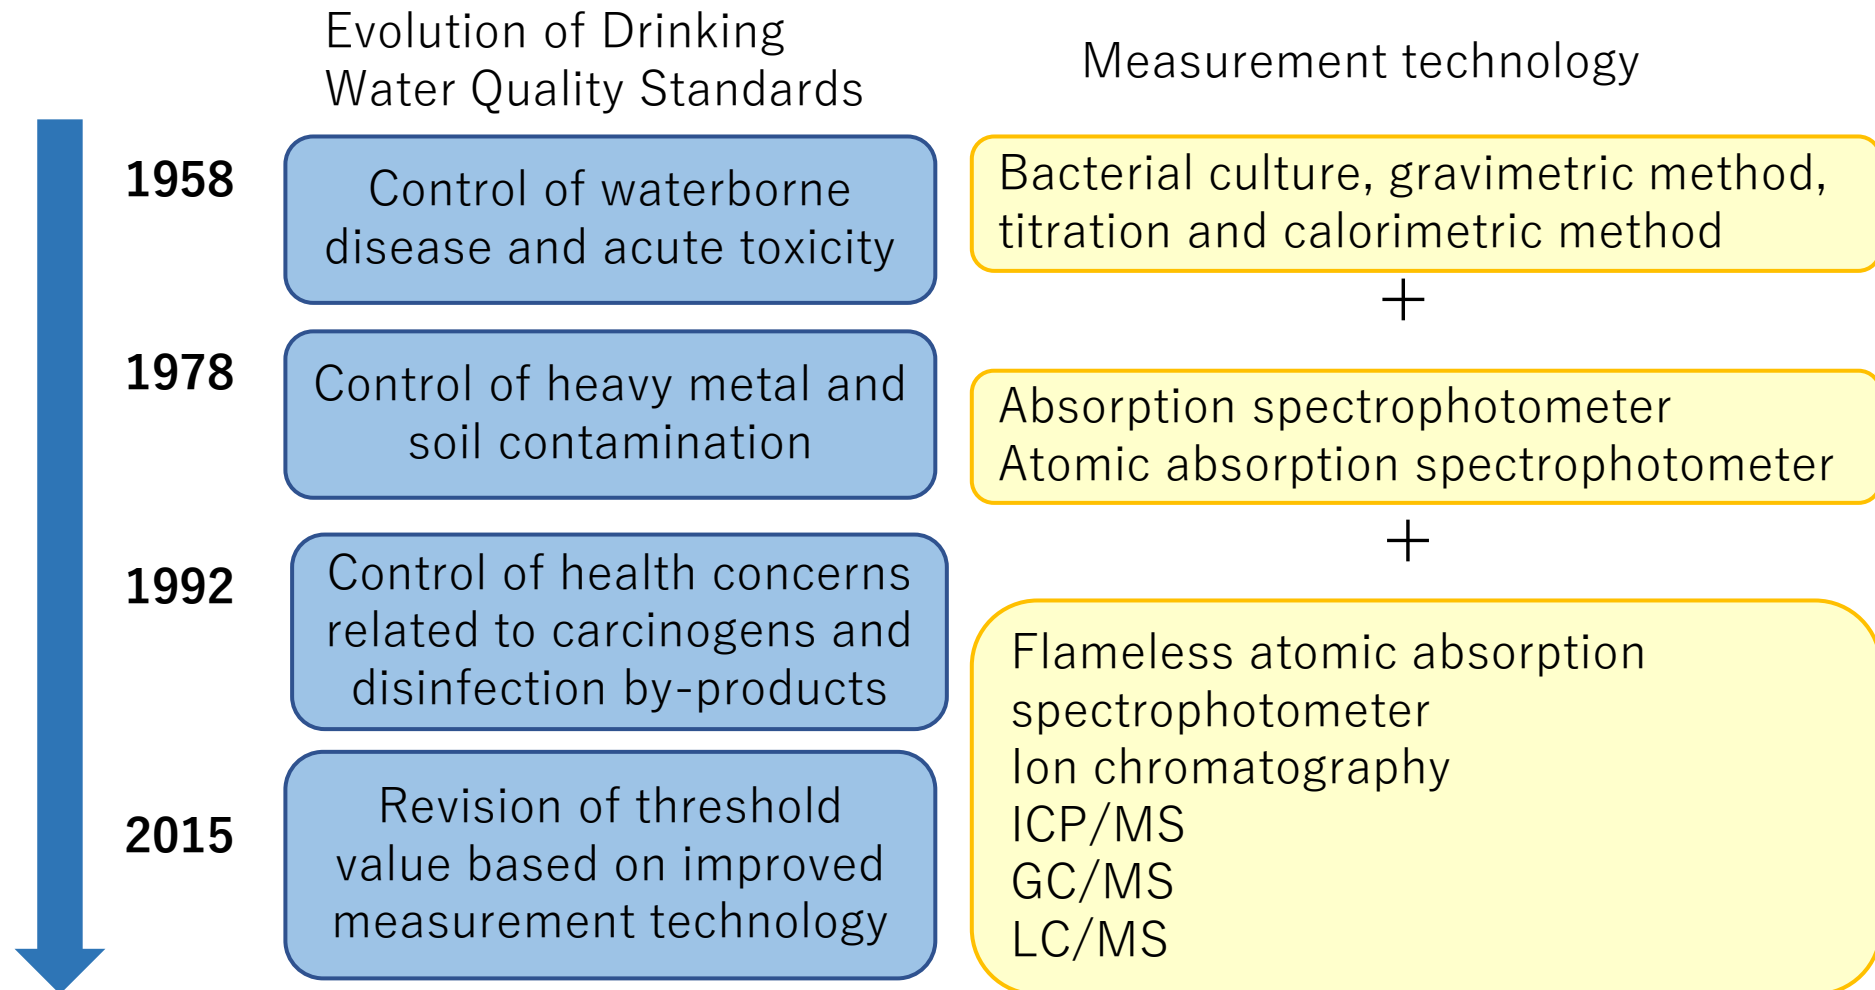 Evolution of Drinking
Water Quality Standards
Measurement technology
1958
Control of waterborne
disease and acute toxicity
Bacterial culture, gravimetric method,
titration and calorimetric method
+
1978
Control of heavy metal and
soil contamination
Absorption spectrophotometer
Atomic absorption spectrophotometer
+
1992
Control of health concerns
related to carcinogens and
disinfection by-products
Flameless atomic absorption
spectrophotometer
Ion chromatography
ICP/MS
GC/MS
LC/MS
2015
Revision of threshold
value based on improved
measurement technology